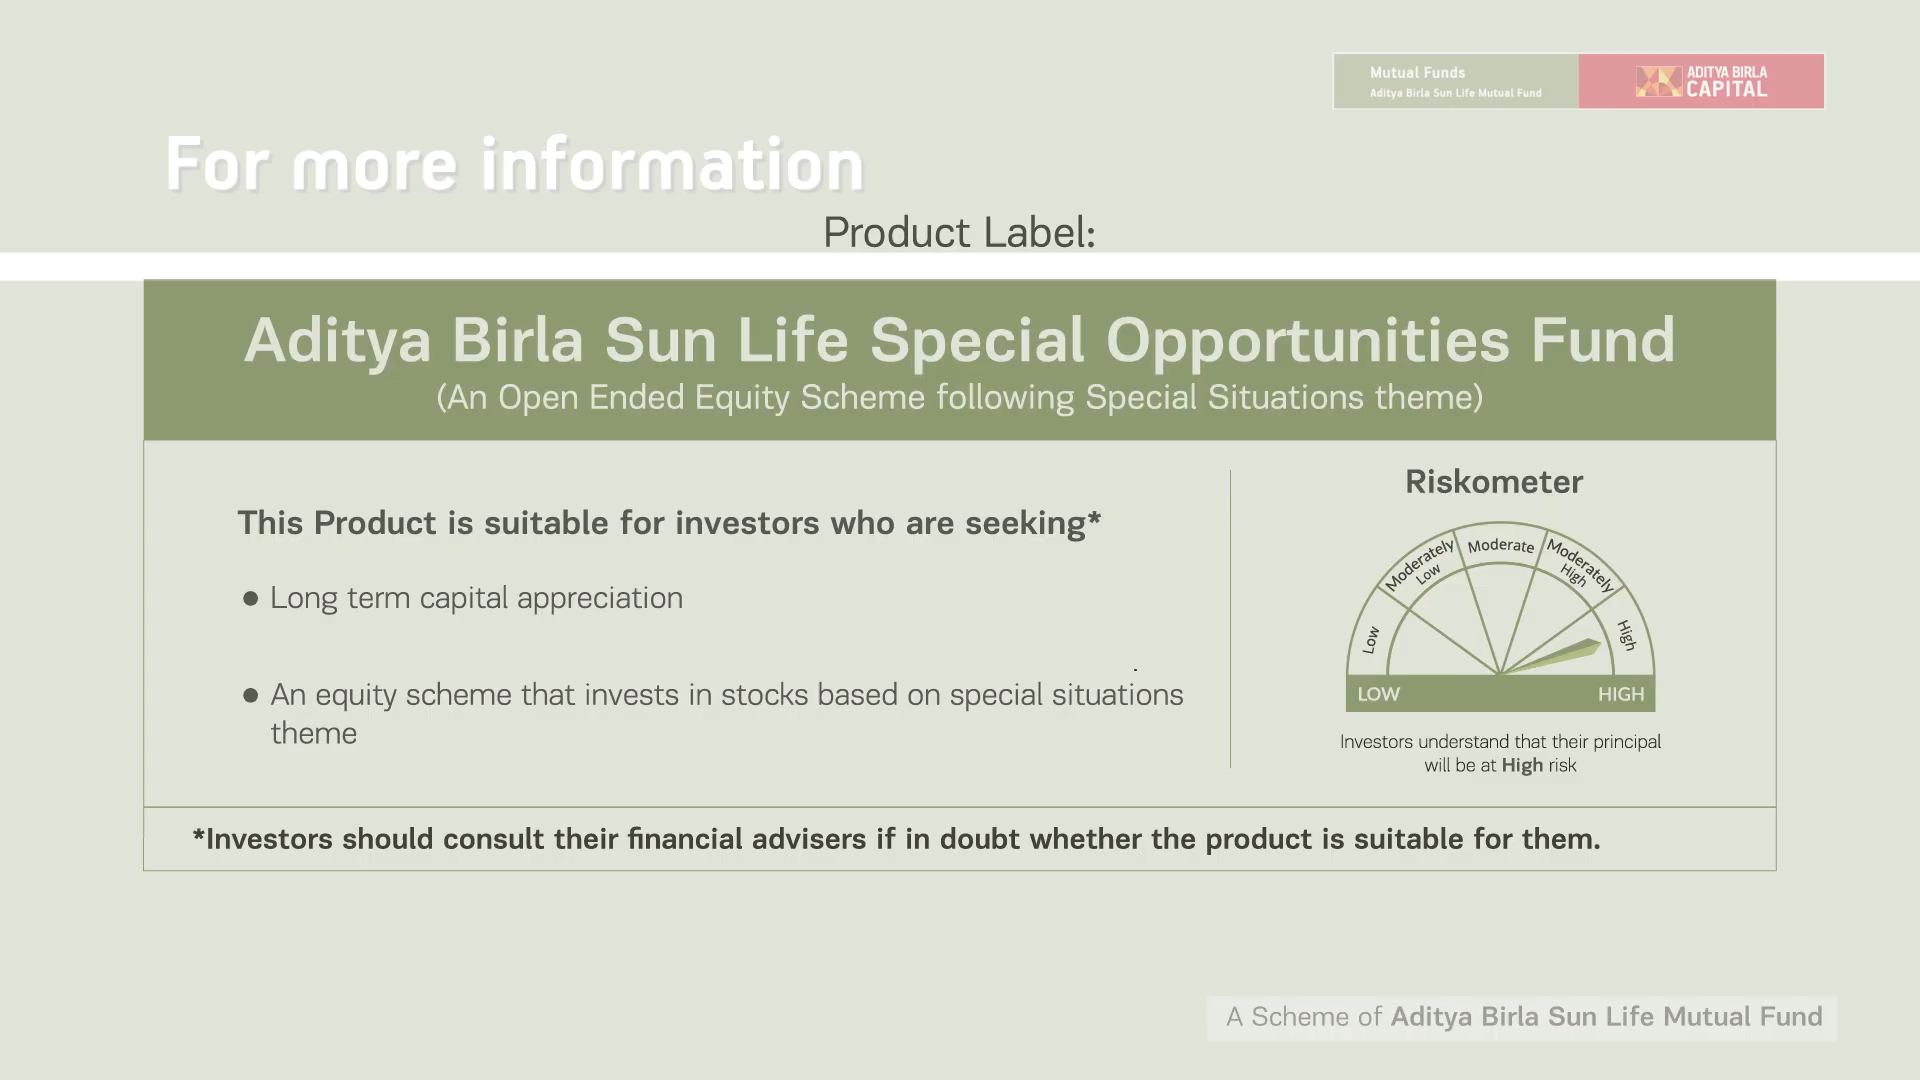 Mutual Funds
Aditya Birla Sun Life Mutual Fund
ADITYA BIRLA
CAPITAL
For more information
Product Label:
Aditya Birla Sun Life Special Opportunities Fund
(An Open Ended Equity Scheme following Special Situations theme)
This Product is suitable for investors who are seeking*
● Long term capital appreciation
● An equity scheme that invests in stocks based on special situations
theme
Riskometer
Low
Moderately
Low
Moderate
Moderately
High
High
LOW
HIGH
Investors understand that their principal
will be at High risk
*Investors should consult their financial advisers if in doubt whether the product is suitable for them.
A Scheme of Aditya Birla Sun Life Mutual Fund